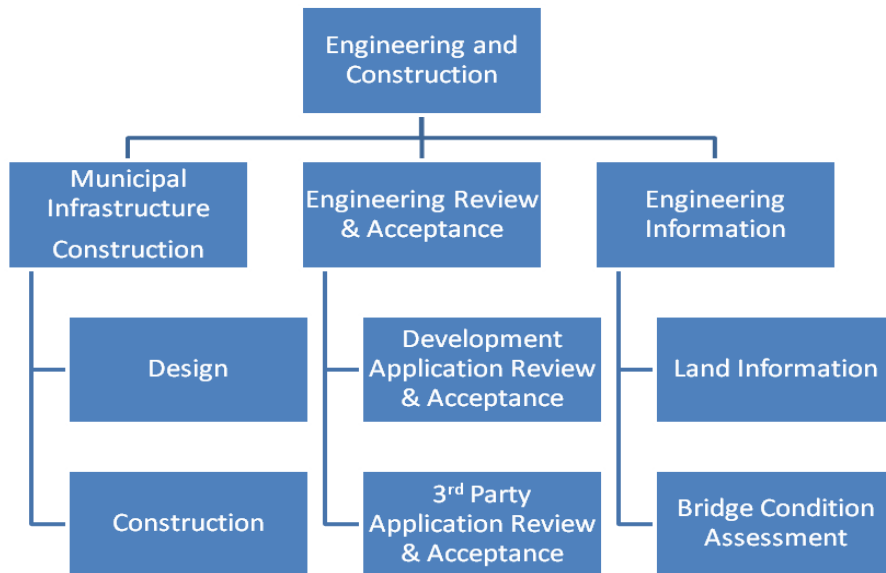 Engineering and
Construction
Municipal
Infrastructure
Construction
Engineering Review
& Acceptance
Engineering
Information
Design
Development
Application Review
& Acceptance
Land Information
Construction
3rd Party
Application Review
& Acceptance
Bridge Condition
Assessment